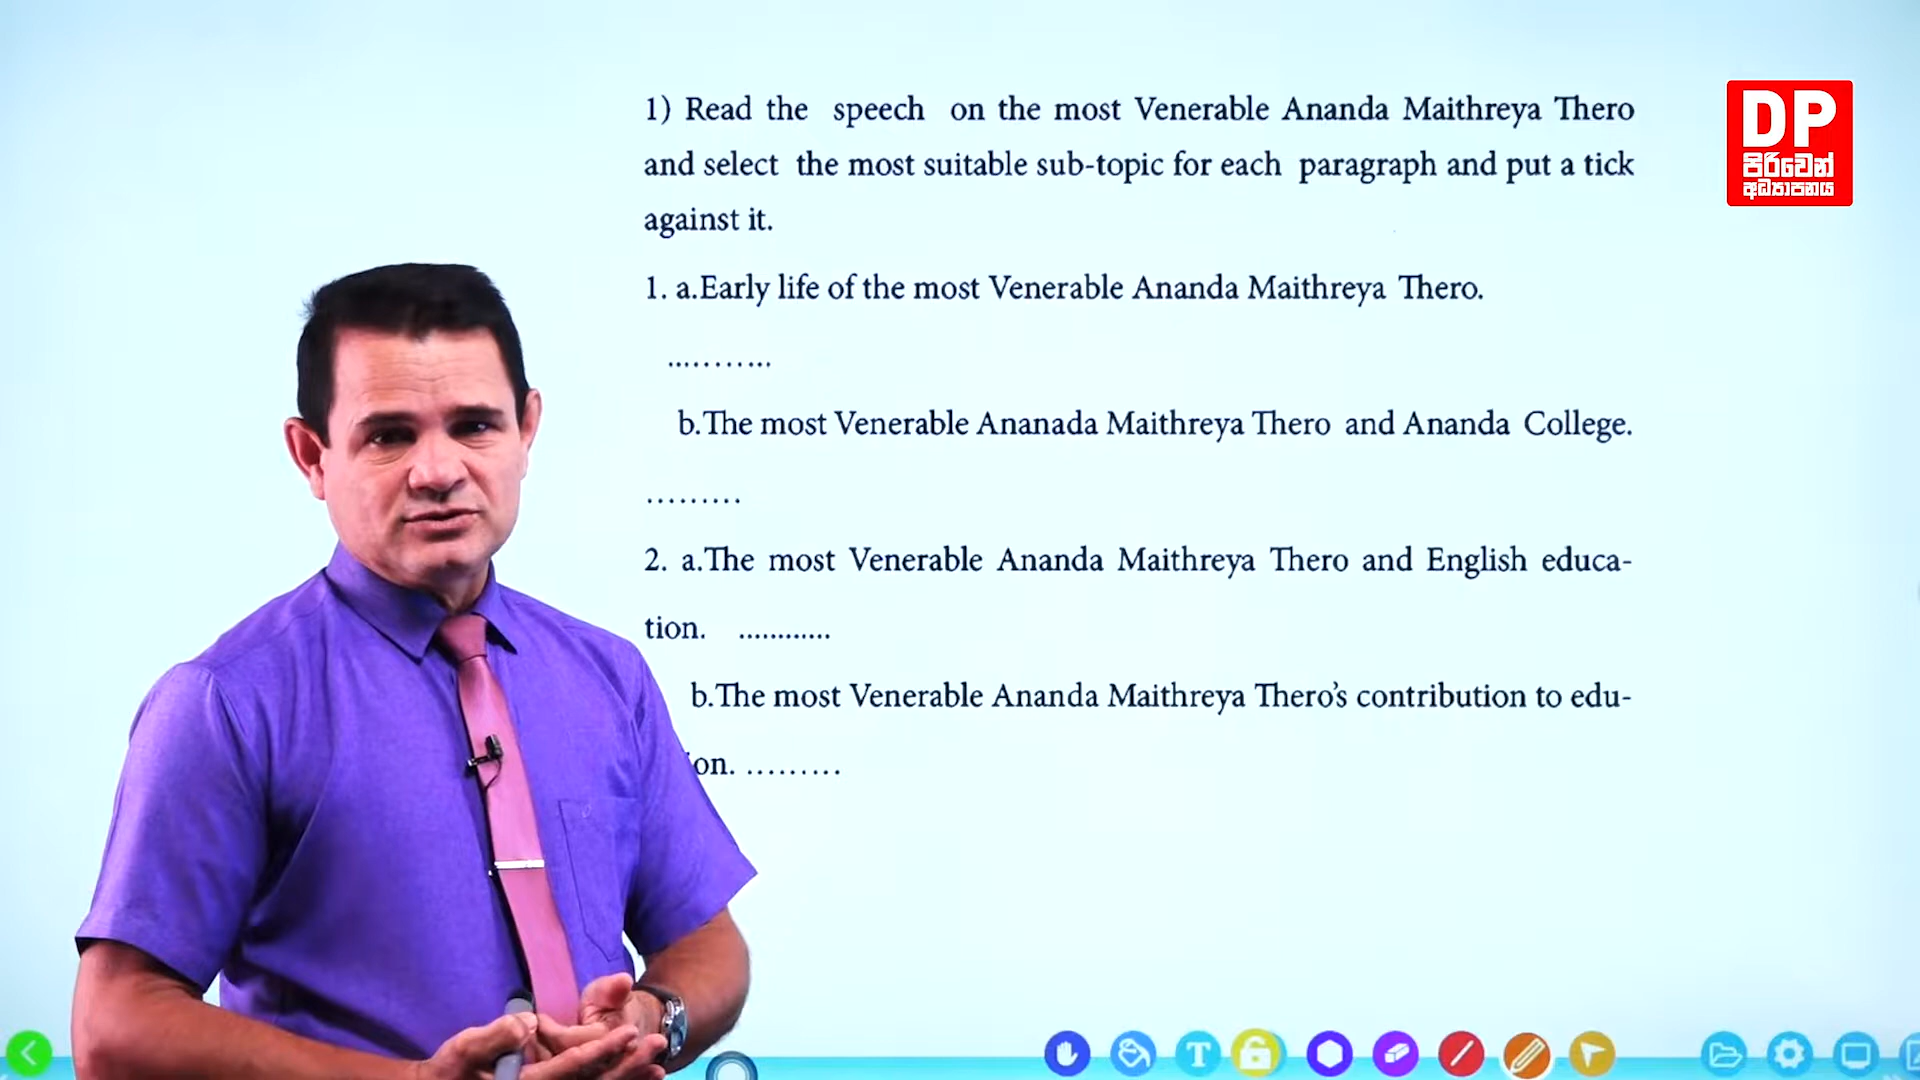 1) Read the speech on the most Venerable Ananda Maithreya Thero
and select the most suitable sub-topic for each paragraph and put a tick
against it.
1. a.Early life of the most Venerable Ananda Maithreya Thero.
...........
b.The most Venerable Ananada Maithreya Thero and Ananda College.
.........
2. a.The most Venerable Ananda Maithreya Thero and English educa-
tion. ............
b.The most Venerable Ananda Maithreya Thero's contribution to edu-
on. .........
DP
පිරිවෙන්
අධ්‍යාපනය
T